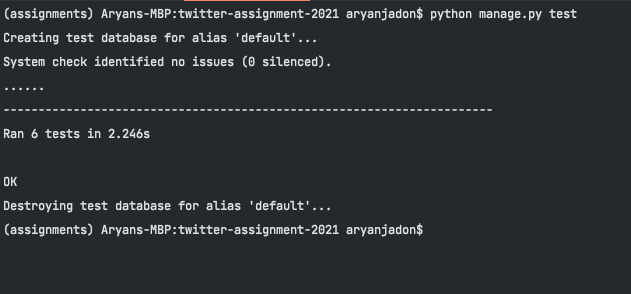 (assignments) Aryans-MBP:twitter-assignment-2021 aryanjadon$ python manage.py test
Creating test database for alias 'default'...
System check identified no issues (0 silenced).
......
----------------------------------------------------------------------
Ran 6 tests in 2.246s
OK
Destroying test database for alias 'default'...
(assignments) Aryans-MBP:twitter-assignment-2021 aryanjadon$